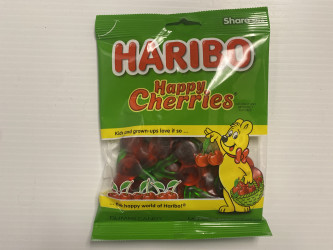 Share
HARIBO
Happy
Cherries
Kids and grown-ups love it so ...
the happy world of Haribo!